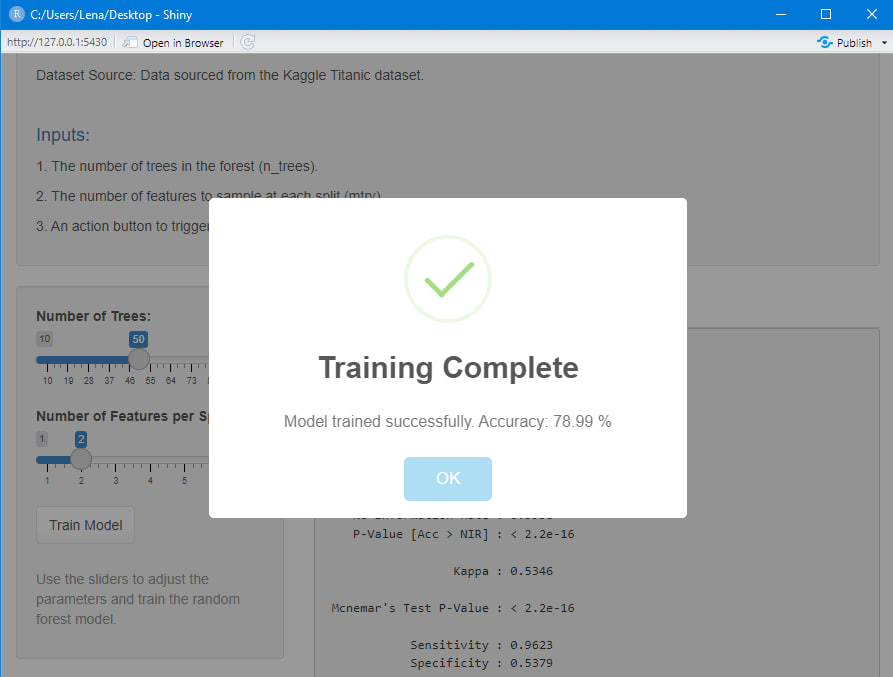 C:/Users/Lena/Desktop - Shiny
http://127.0.0.1:5430 Open in Browser Publish
Dataset Source: Data sourced from the Kaggle Titanic dataset.
Inputs:
1. The number of trees in the forest (n_trees).
2. The number of features to sample at each split (mtry)
3. An action button to trigger
Number of Trees:
10 50
10 19 28 37 46 55 64 73
Number of Features per Sp
1 2
1 2 3 4 5
Train Model
Use the sliders to adjust the
parameters and train the random
forest model.
Training Complete
Model trained successfully. Accuracy: 78.99 %
OK
P-Value [Acc > NIR] : < 2.2e-16
Kappa : 0.5346
Mcnemar's Test P-Value : < 2.2e-16
Sensitivity : 0.9623
Specificity : 0.5379